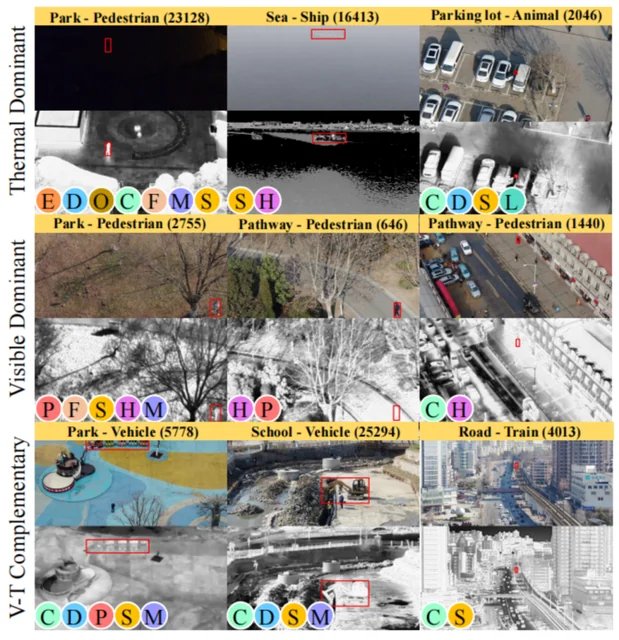 Thermal Dominant
Park - Pedestrian (23128)
Sea - Ship (16413)
Parking lot - Animal (2046)
E D O C F M S
S H
C D S L
Visible Dominant
Park - Pedestrian (2755)
Pathway - Pedestrian (646)
Pathway - Pedestrian (1440)
P F S H M
H P
C H
V-T Complementary
Park - Vehicle (5778)
School - Vehicle (25294)
Road - Train (4013)
C D P S M
C D S M
C S